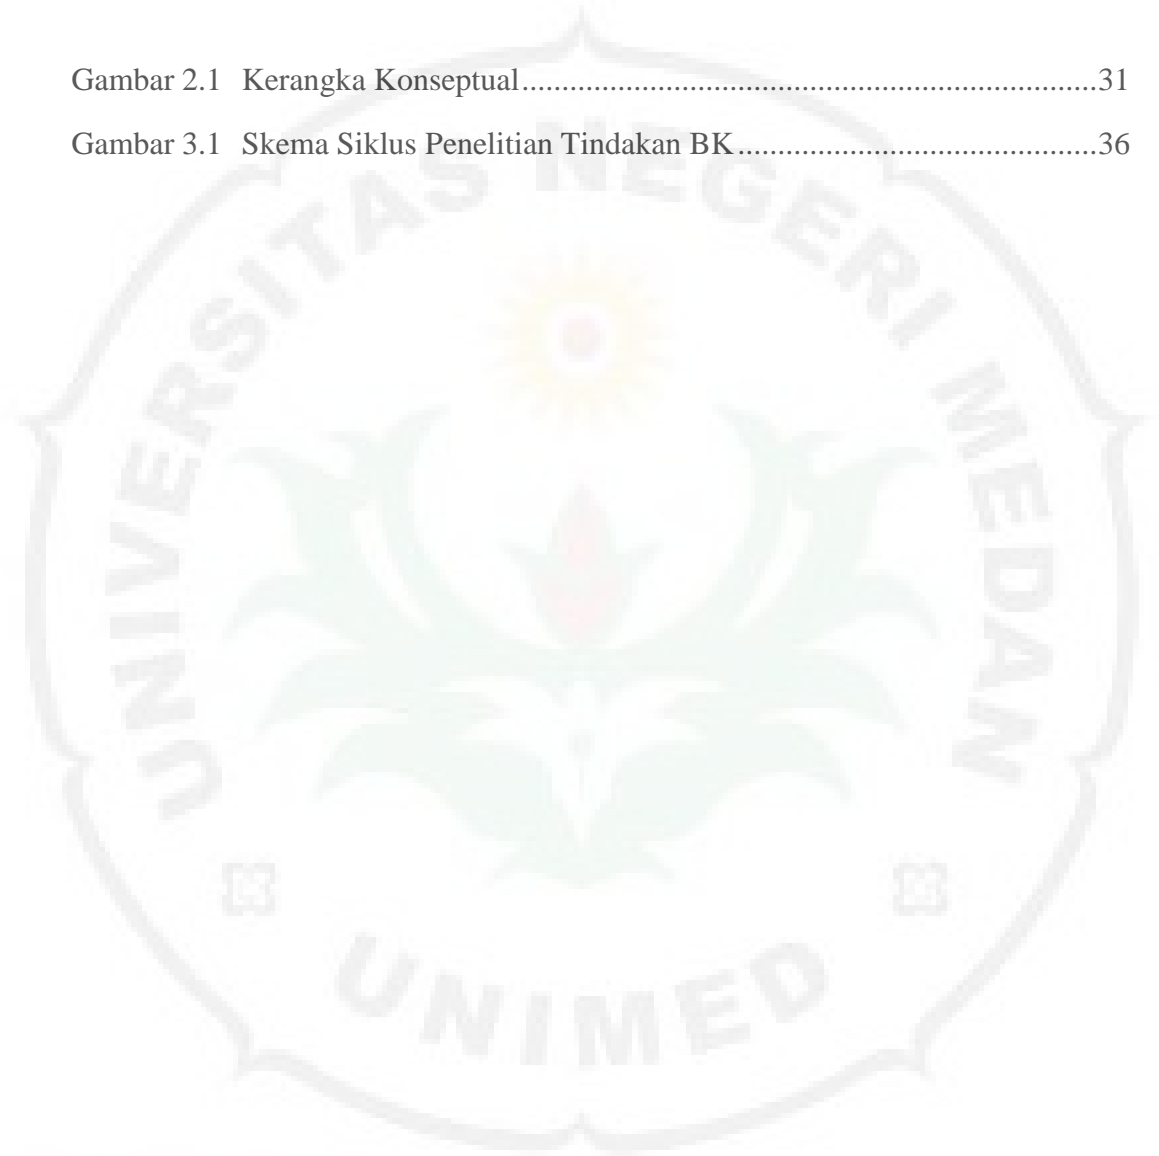 Gambar 2.1 Kerangka Konseptual........................................................................31
Gambar 3.1 Skema Siklus Penelitian Tindakan BK.............................................36
UNIVERSITAS NEGERI MEDAN
UNIMED